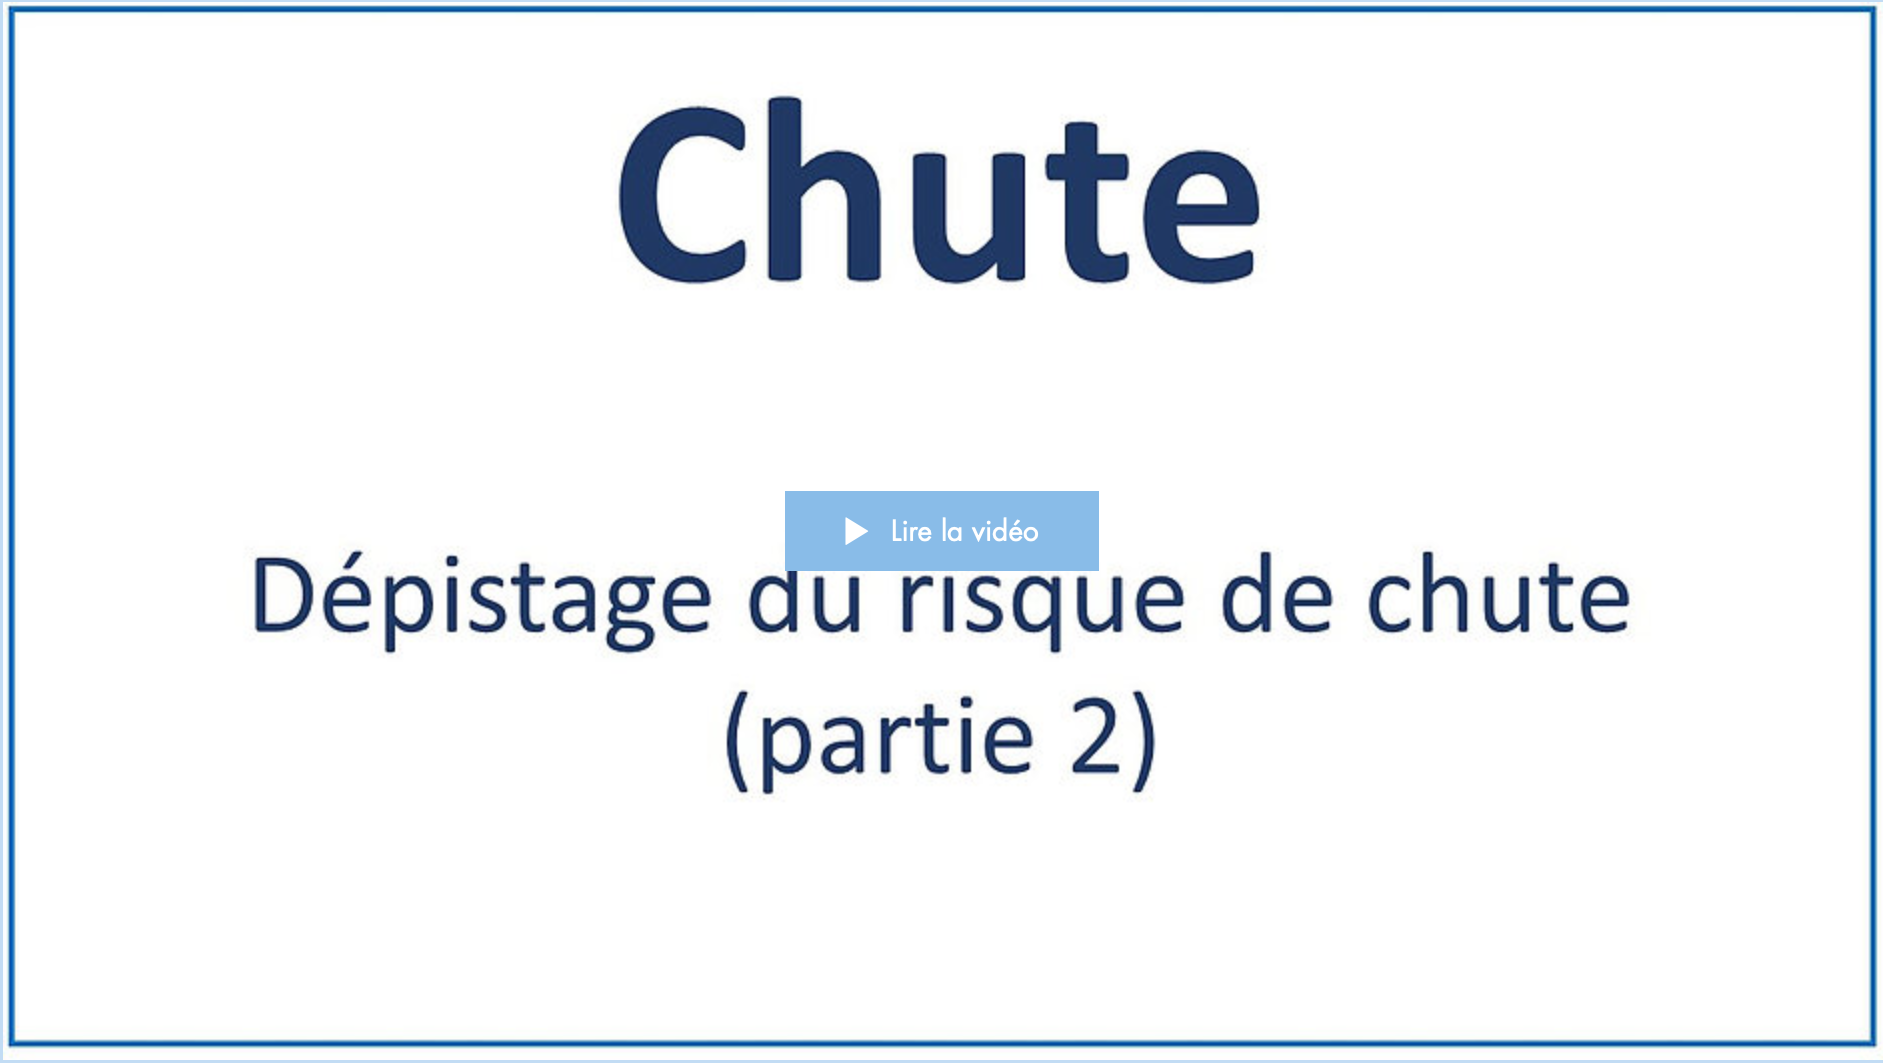 Chute
Lire la vidéo
Dépistage du risque de chute
(partie 2)